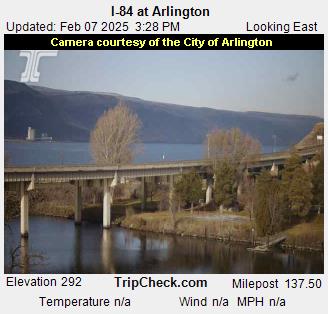 I-84 at Arlington
Updated: Feb 07 2025 3:28 PM Looking East
Camera courtesy of the City of Arlington
Elevation 292 TripCheck.com Milepost 137.50
Temperature n/a Wind n/a MPH n/a